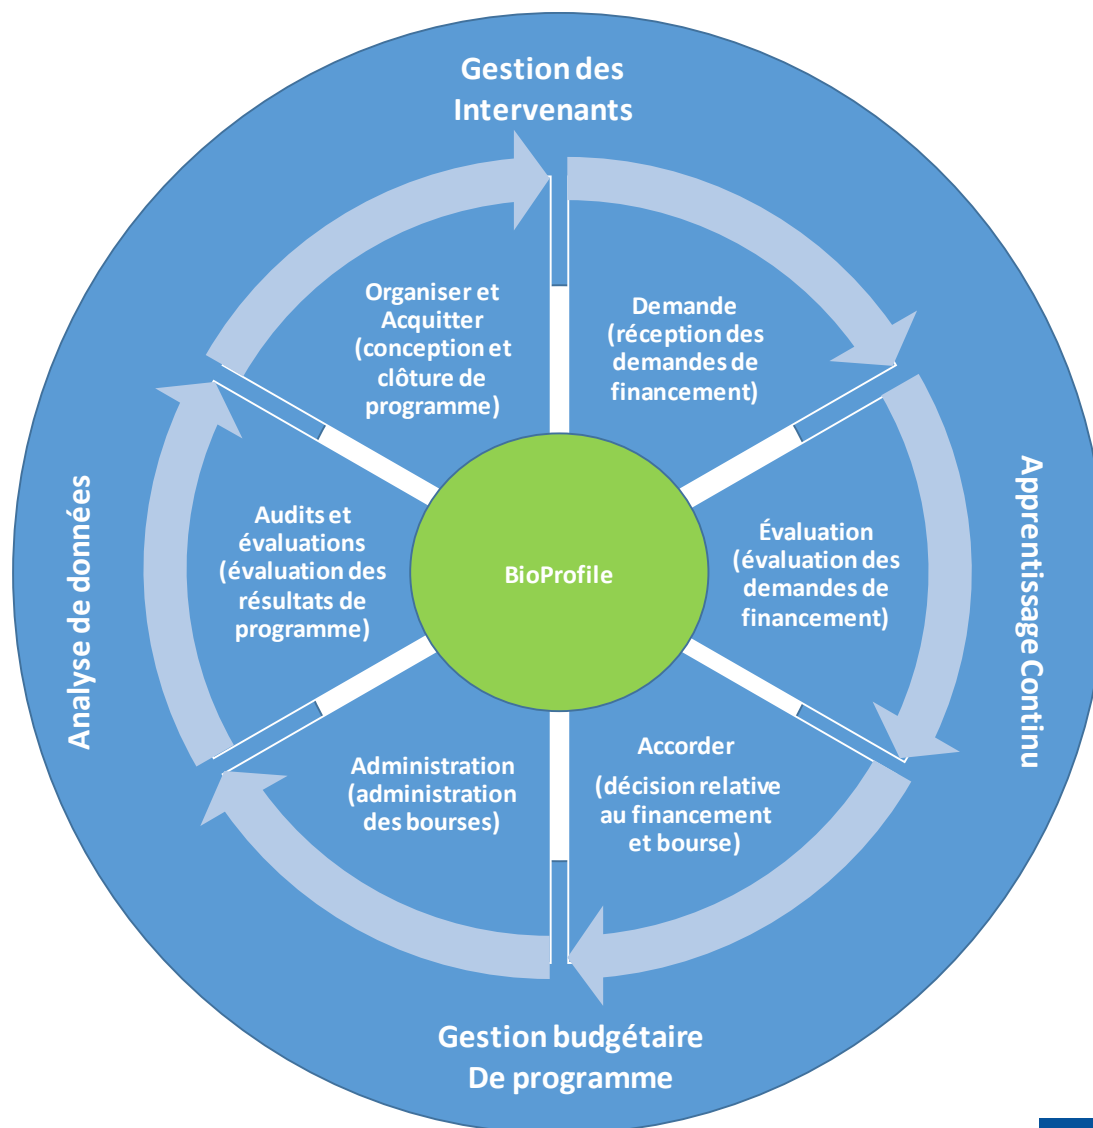 Gestion des
Intervenants
Organiser et
Acquitter
(conception et
clôture de
programme)
Demande
(réception des
demandes de
financement)
Apprentissage Continu
Évaluation
(évaluation des
demandes de
financement)
BioProfile
Audits et
évaluations
(évaluation des
résultats de
programme)
Analyse de données
Accorder
(décision relative
au financement
et bourse)
Administration
(administration
des bourses)
Gestion budgétaire
De programme